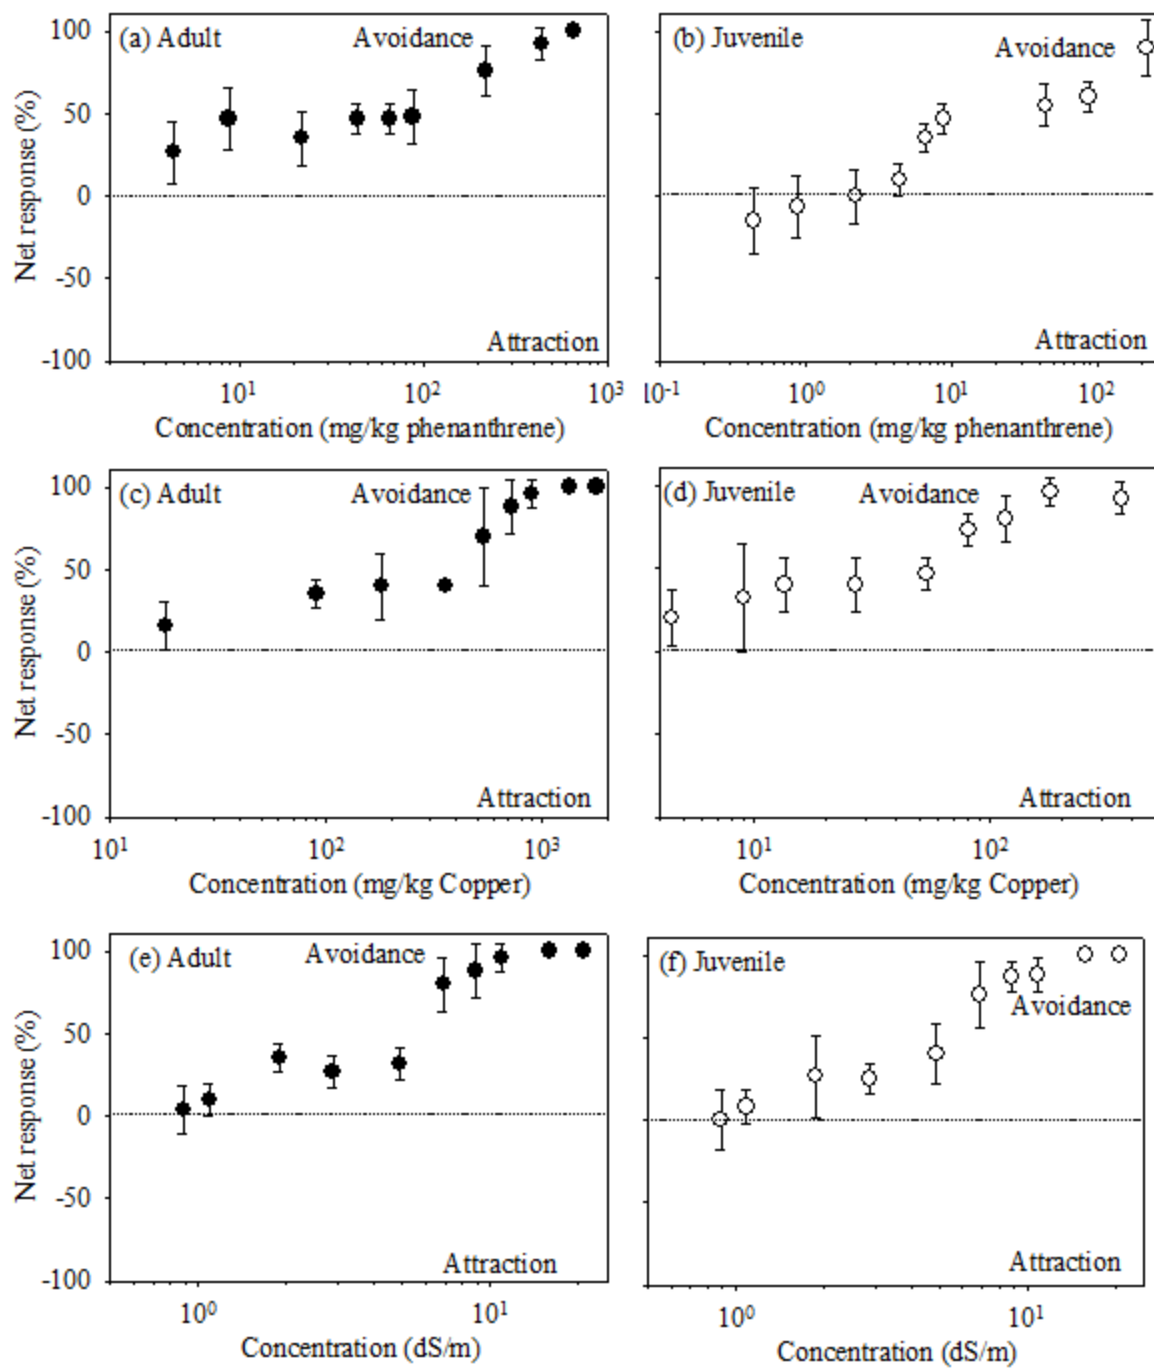 (a) Adult
Avoidance
100
50
0
-50
-100
Net response (%)
Attraction
10¹
10²
10³
Concentration (mg/kg phenanthrene)
(b) Juvenile
Avoidance
Attraction
10⁻¹
10⁰
10¹
10²
Concentration (mg/kg phenanthrene)
(c) Adult
Avoidance
100
50
0
-50
-100
Net response (%)
Attraction
10¹
10²
10³
Concentration (mg/kg Copper)
(d) Juvenile
Avoidance
Attraction
10¹
10²
Concentration (mg/kg Copper)
(e) Adult
Avoidance
100
50
0
-50
-100
Net response (%)
Attraction
10⁰
10¹
Concentration (dS/m)
(f) Juvenile
Avoidance
Attraction
10⁰
10¹
Concentration (dS/m)